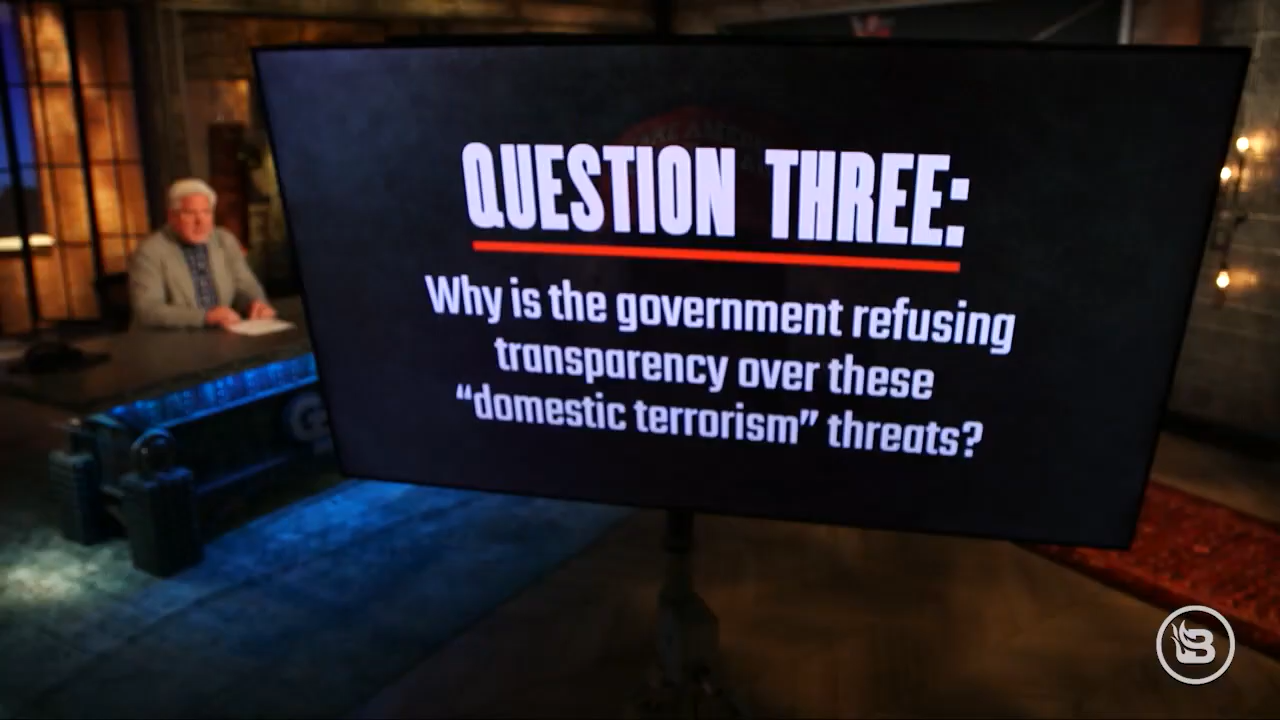 QUESTION THREE:
Why is the government refusing
transparency over these
“domestic terrorism” threats?
B